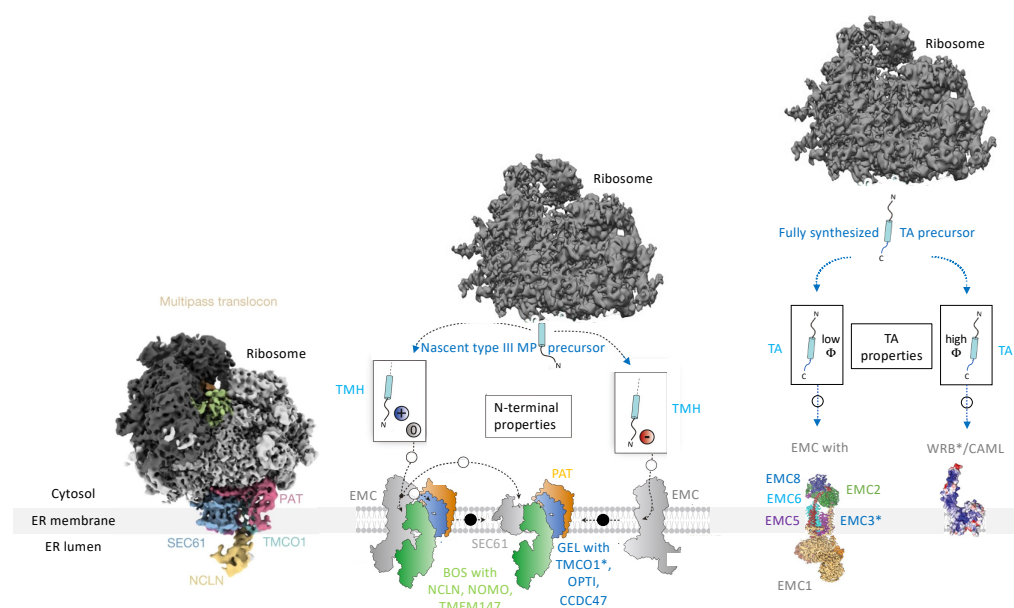 Ribosome
N
Fully synthesized TA precursor
C
Ribosome
Multipass translocon
Ribosome
Nascent type III MP precursor
N
N
low
Φ
C
TA
TA
properties
N
high
Φ
C
TA
TMH
N
+
0
N-terminal
properties
N
-
TMH
EMC with
WRB*/CAML
Cytosol
ER membrane
ER lumen
PAT
SEC61
TMCO1
NCLN
EMC
PAT
EMC
SEC61
BOS with
NCLN, NOMO,
TMEM147
GEL with
TMCO1*,
OPTI,
CCDC47
EMC8
EMC6
EMC2
EMC5
EMC3*
EMC1